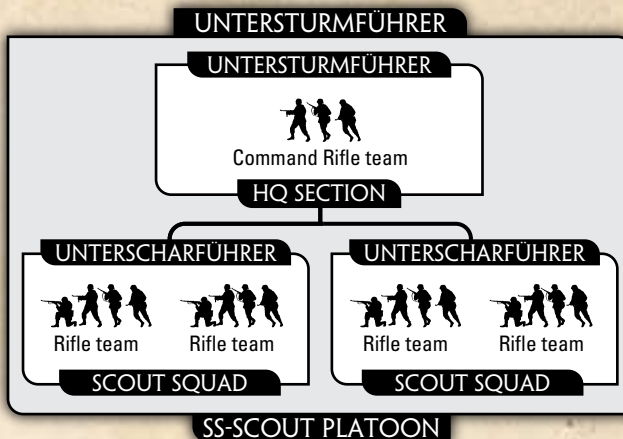 UNTERSTURMFÜHRER
UNTERSTURMFÜHRER
Command Rifle team
HQ SECTION
UNTERSCHARFÜHRER
Rifle team
Rifle team
SCOUT SQUAD
UNTERSCHARFÜHRER
Rifle team
Rifle team
SCOUT SQUAD
SS-SCOUT PLATOON